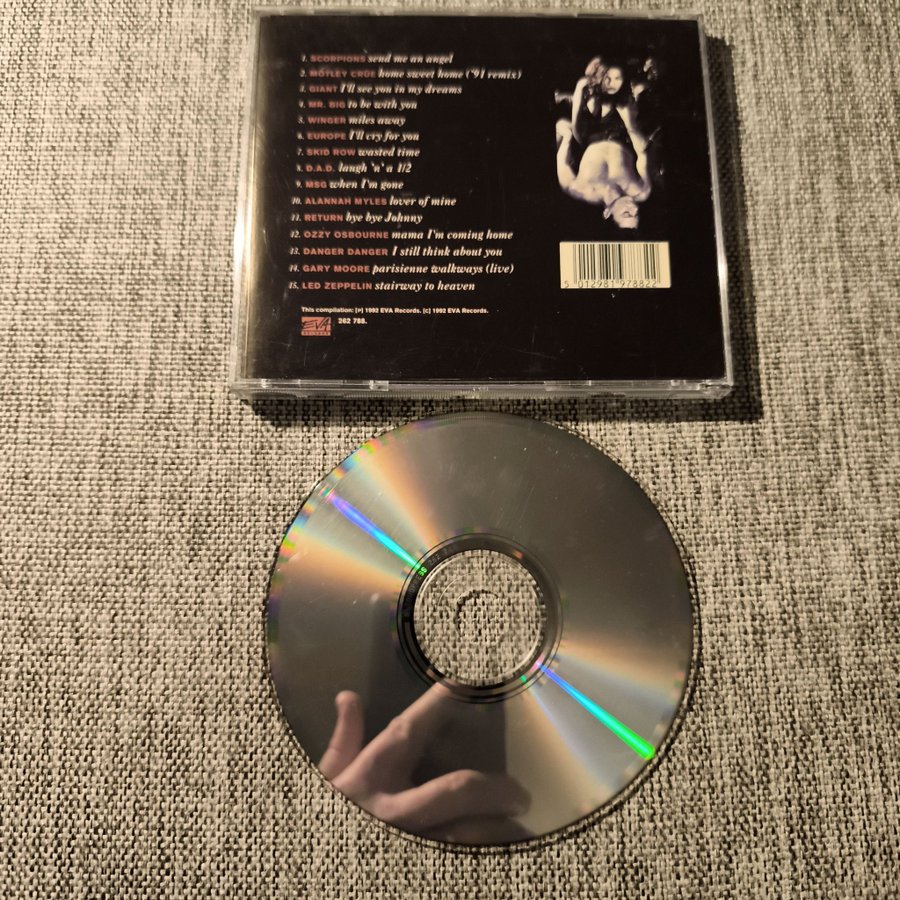 1. SCORPIONS send me an angel
2. MÖTLEY CRÜE home sweet home ('91 remix)
3. GIANT I'll see you in my dreams
4. MR. BIG to be with you
5. WINGER miles away
6. EUROPE I'll cry for you
7. SKID ROW wasted time
8. D.A.D. laugh 'n' a 1/2
9. MSG when I'm gone
10. ALANNAH MYLES lover of mine
11. RETURN bye bye Johnny
12. OZZY OSBOURNE mama I'm coming home
13. DANGER DANGER I still think about you
14. GARY MOORE parisienne walkways (live)
15. LED ZEPPELIN stairway to heaven
5 012981 978822
This compilation: (P) 1992 EVA Records. (c) 1992 EVA Records.
EVA RECORDS 262 788.